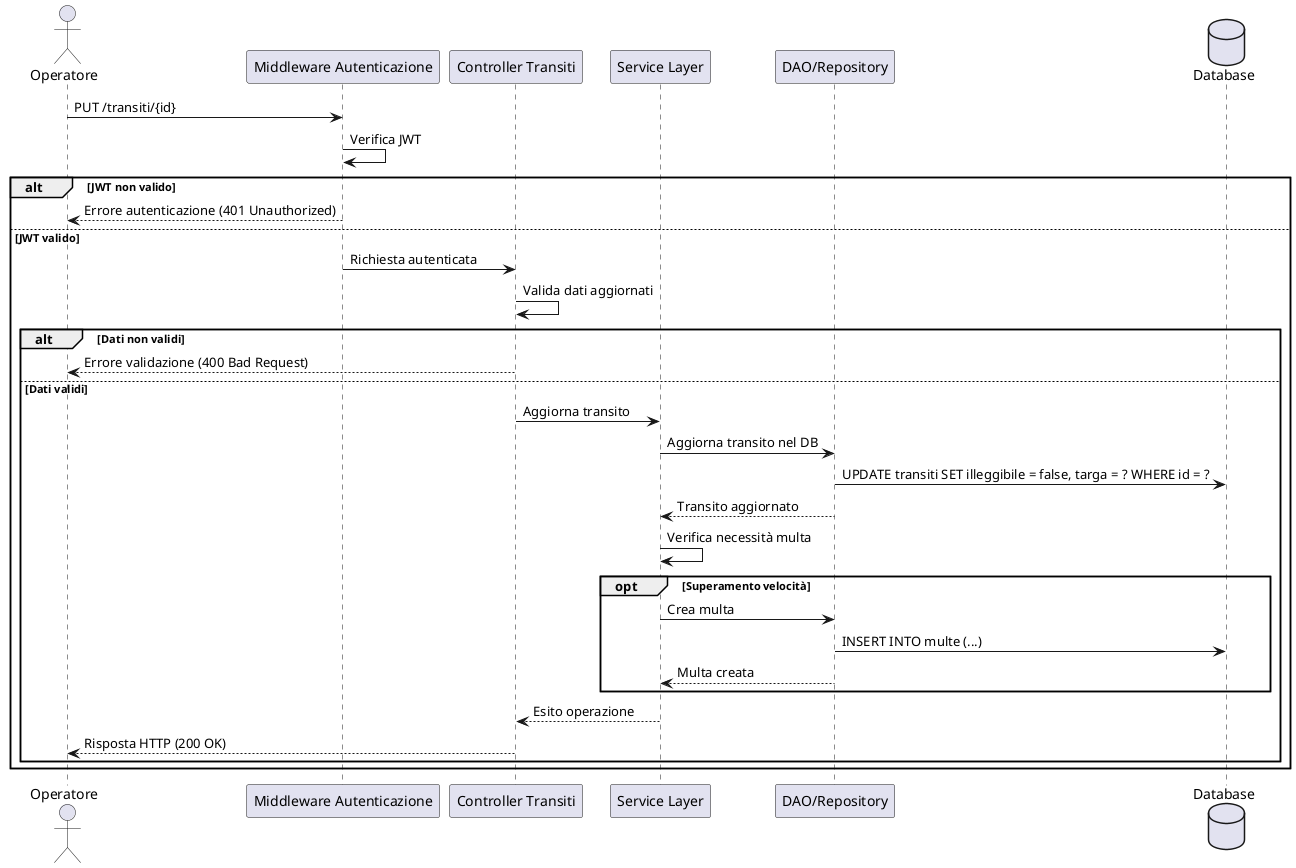 Operatore
Middleware Autenticazione
Controller Transiti
Service Layer
DAO/Repository
Database
PUT /transiti/{id}
Verifica JWT
alt [JWT non valido]
Errore autenticazione (401 Unauthorized)
[JWT valido]
Richiesta autenticata
Valida dati aggiornati
alt [Dati non validi]
Errore validazione (400 Bad Request)
[Dati validi]
Aggiorna transito
Aggiorna transito nel DB
UPDATE transiti SET illeggibile = false, targa = ? WHERE id = ?
Transito aggiornato
Verifica necessità multa
opt [Superamento velocità]
Crea multa
INSERT INTO multe (...)
Multa creata
Esito operazione
Risposta HTTP (200 OK)
Operatore
Middleware Autenticazione
Controller Transiti
Service Layer
DAO/Repository
Database